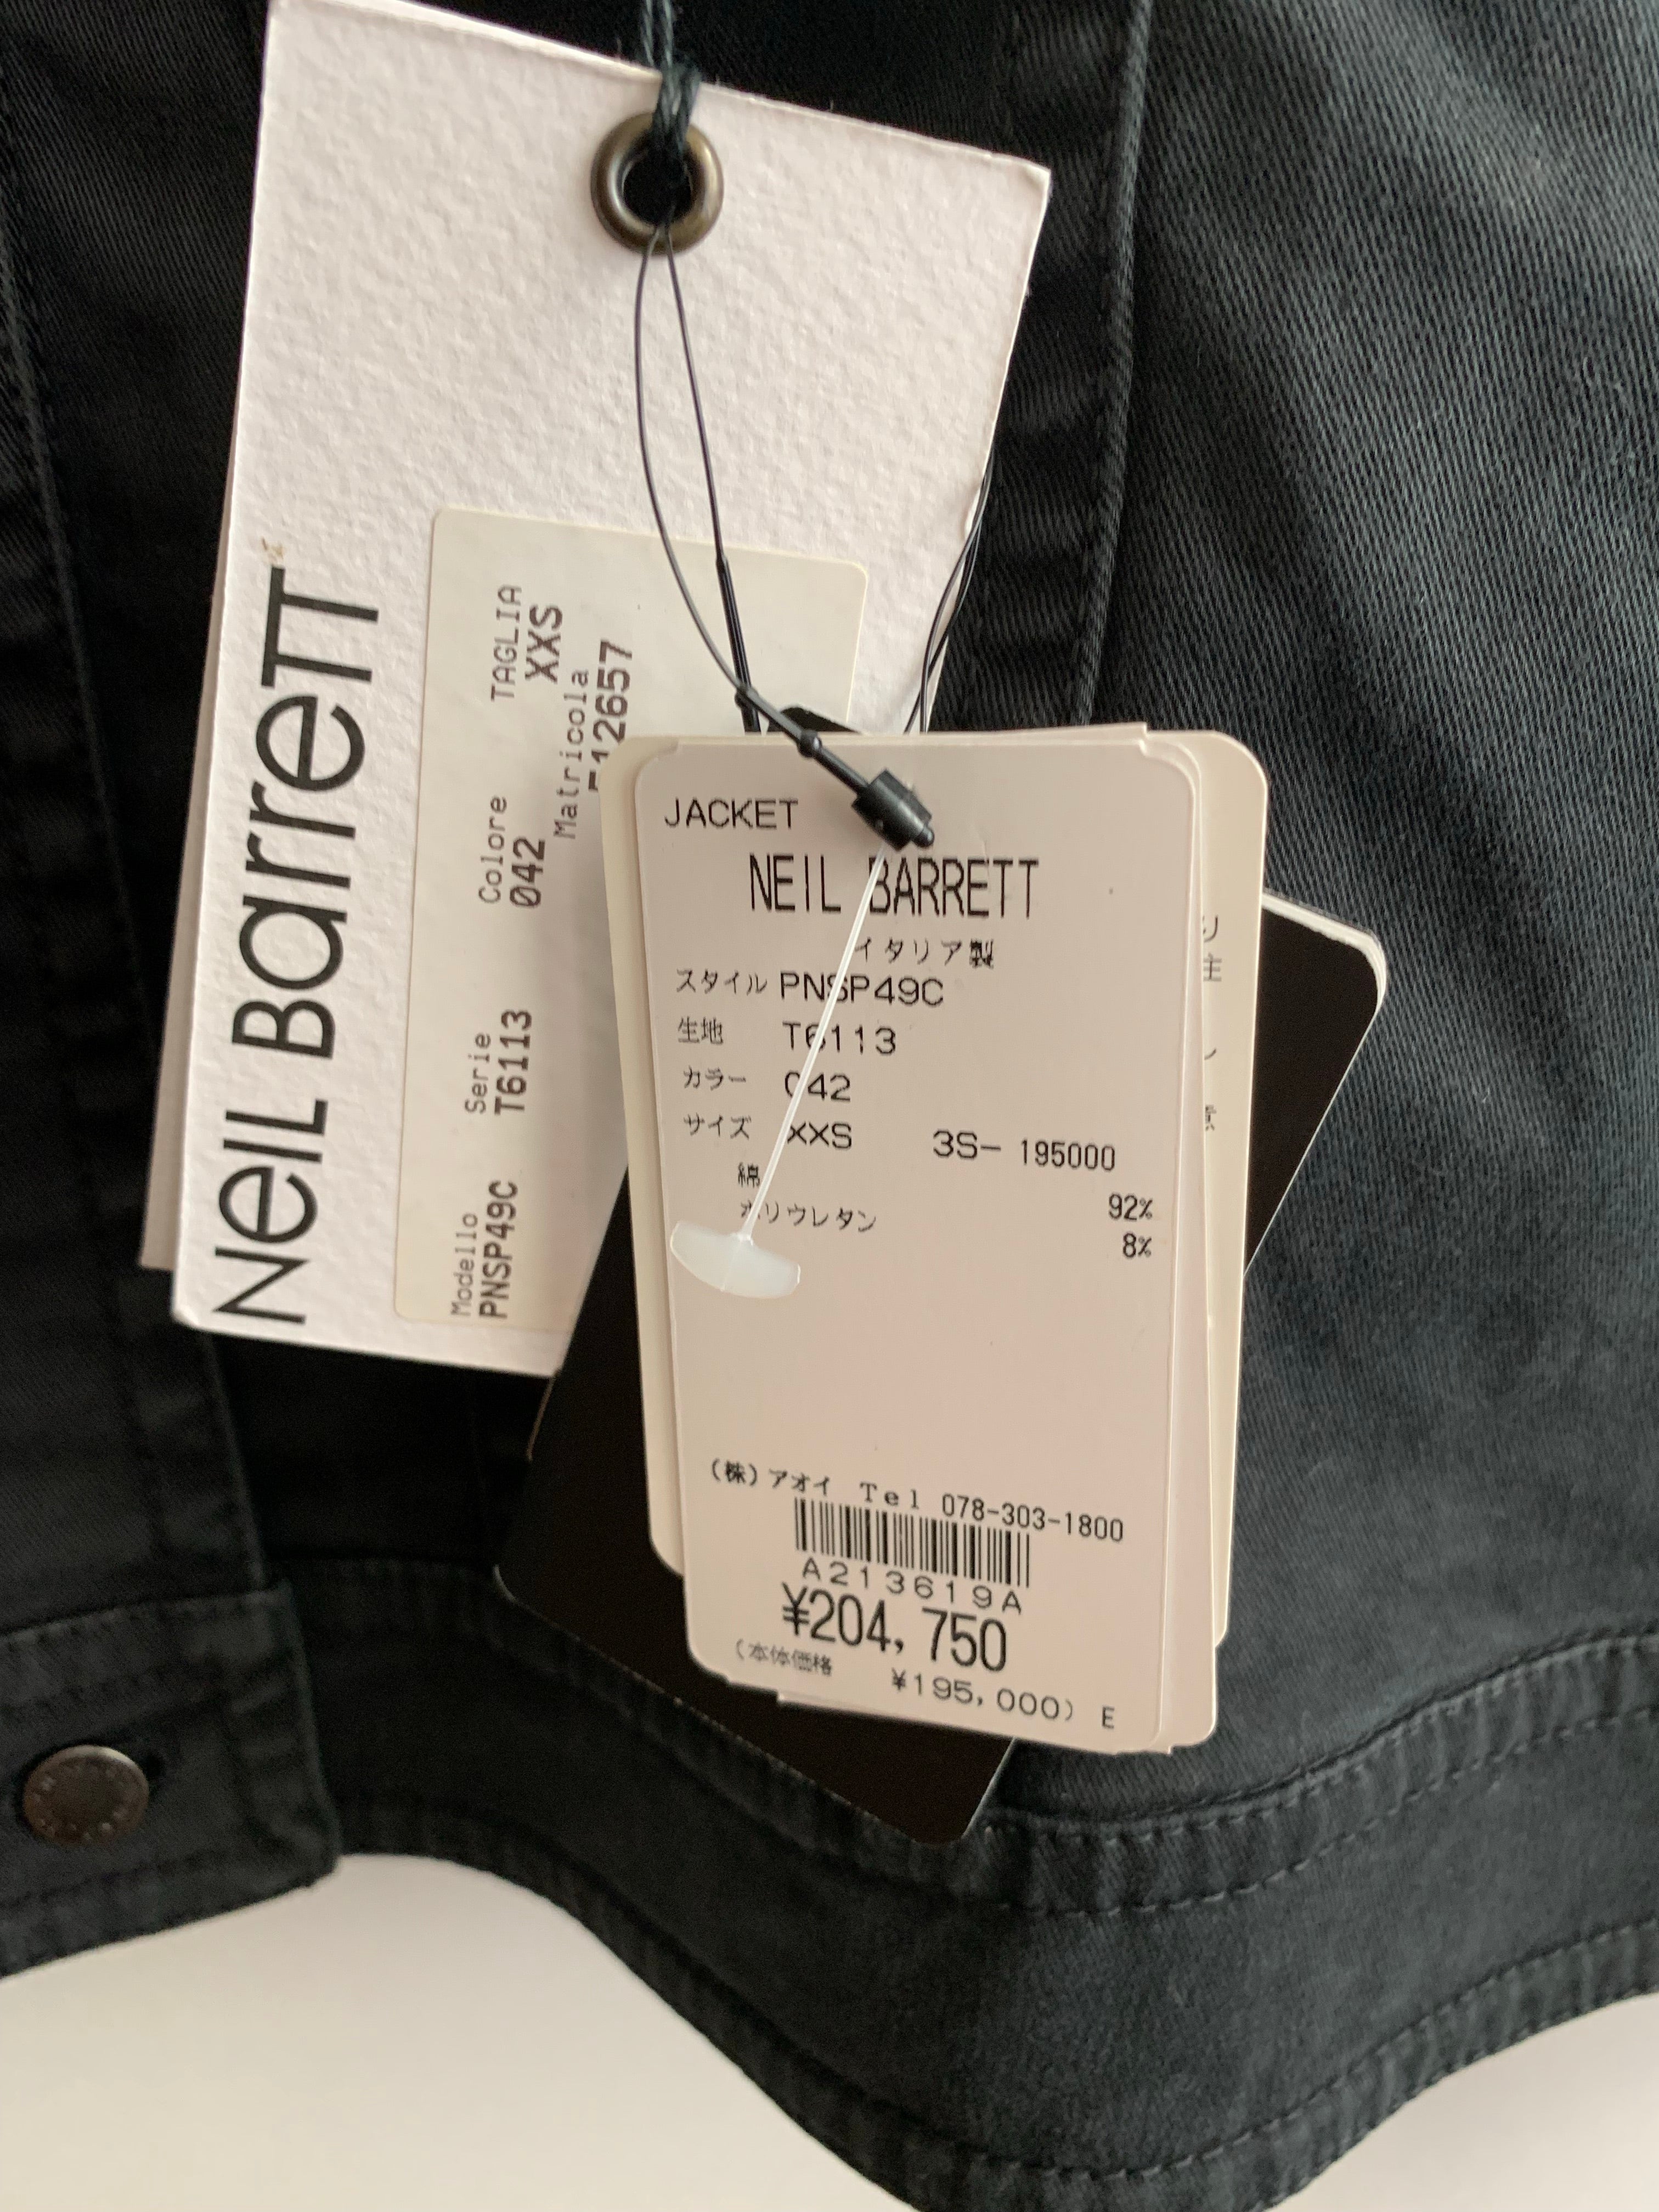 NeIL BarreTT
Modello Serie Colore TAGLIA
PNSP49C T6113 042 XXS
Matricola
12657
JACKET
NEIL BARRETT
イタリア製
スタイル PNSP49C
生地 T6113
カラー 042
サイズ XXS 3S- 195000
綿 92%
ポリウレタン 8%
(株) アオイ Tel 078-303-1800
A213619A
¥204,750
(本体価格 ¥195,000) E